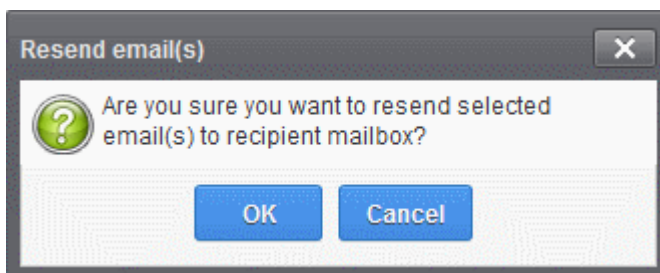 Resend email(s)
Are you sure you want to resend selected
email(s) to recipient mailbox?
OK
Cancel